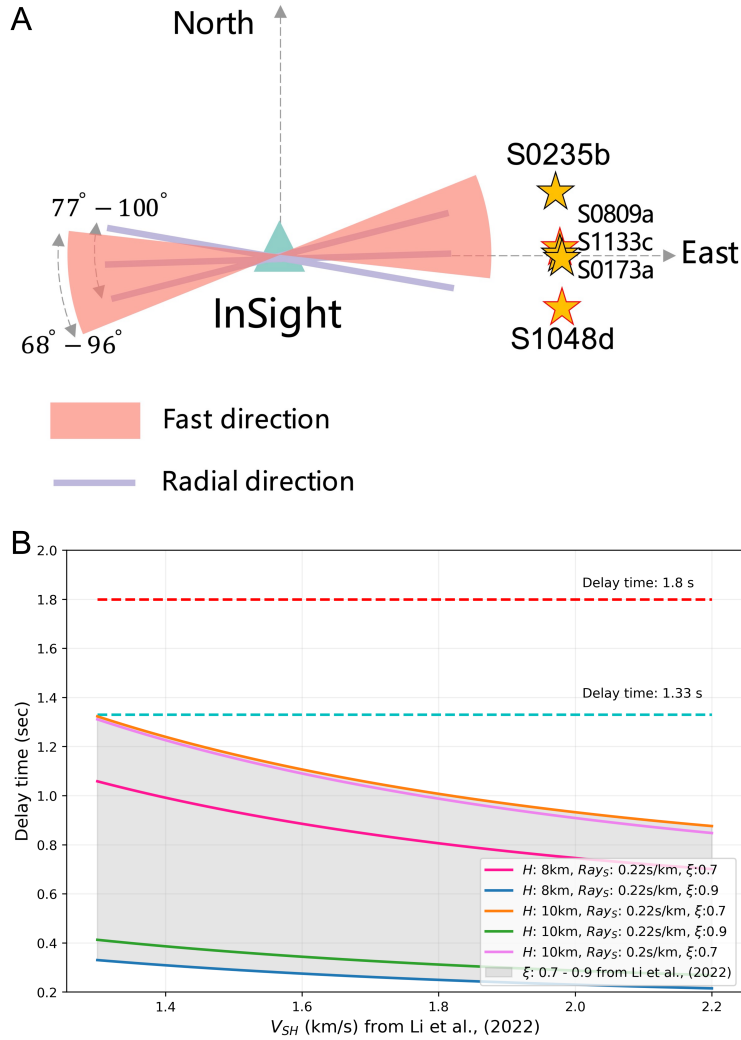 A
North
S0235b
77° – 100°
S0809a
S1133c
East
S0173a
InSight
68° – 96°
S1048d
Fast direction
Radial direction
B
2.0
1.8
1.6
1.4
1.2
1.0
0.8
0.6
0.4
0.2
Delay time (sec)
Delay time: 1.8 s
Delay time: 1.33 s
H: 8km, Ray_S: 0.22s/km, ξ:0.7
H: 8km, Ray_S: 0.22s/km, ξ:0.9
H: 10km, Ray_S: 0.22s/km, ξ:0.7
H: 10km, Ray_S: 0.22s/km, ξ:0.9
H: 10km, Ray_S: 0.2s/km, ξ:0.7
ξ: 0.7 - 0.9 from Li et al., (2022)
1.4 1.6 1.8 2.0 2.2
V_SH (km/s) from Li et al., (2022)